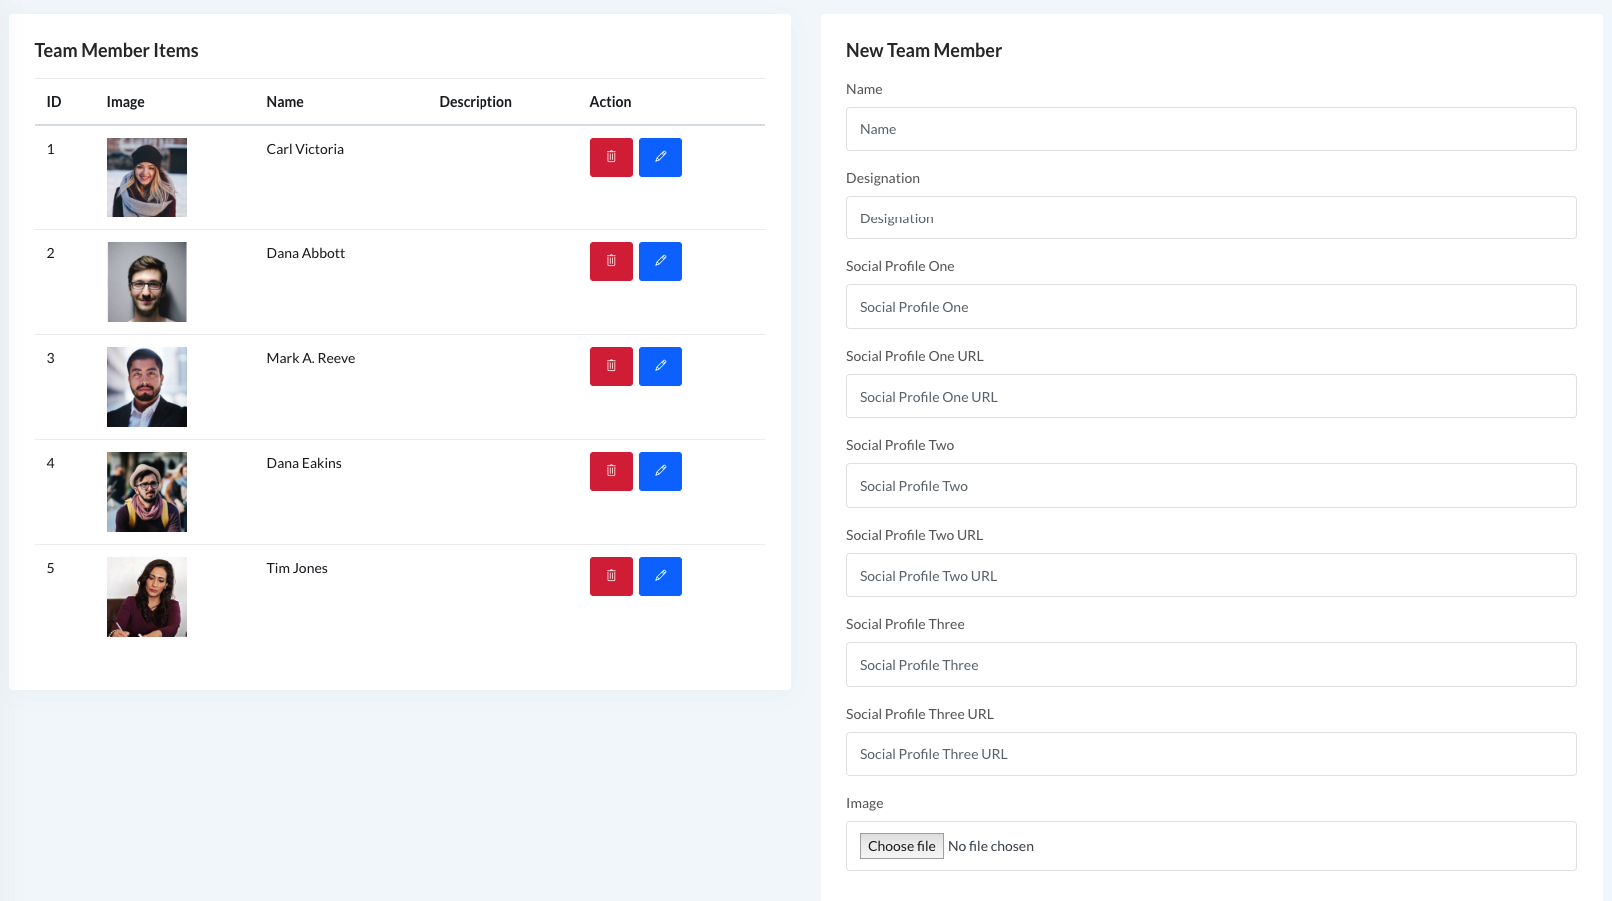 Team Member Items
ID Image Name Description Action
1 Carl Victoria
2 Dana Abbott
3 Mark A. Reeve
4 Dana Eakins
5 Tim Jones
New Team Member
Name
Name
Designation
Designation
Social Profile One
Social Profile One
Social Profile One URL
Social Profile One URL
Social Profile Two
Social Profile Two
Social Profile Two URL
Social Profile Two URL
Social Profile Three
Social Profile Three
Social Profile Three URL
Social Profile Three URL
Image
Choose file No file chosen